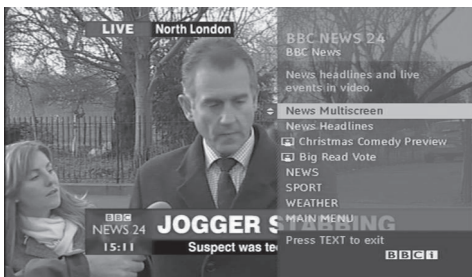 LIVE North London
BBC NEWS 24
BBC News
News headlines and live
events in video.
News Multiscreen
News Headlines
Christmas Comedy Preview
Big Read Vote
NEWS
SPORT
WEATHER
MAIN MENU
Press TEXT to exit
BBCi
BBC
NEWS 24
15:11
JOGGER STABBING
Suspect was